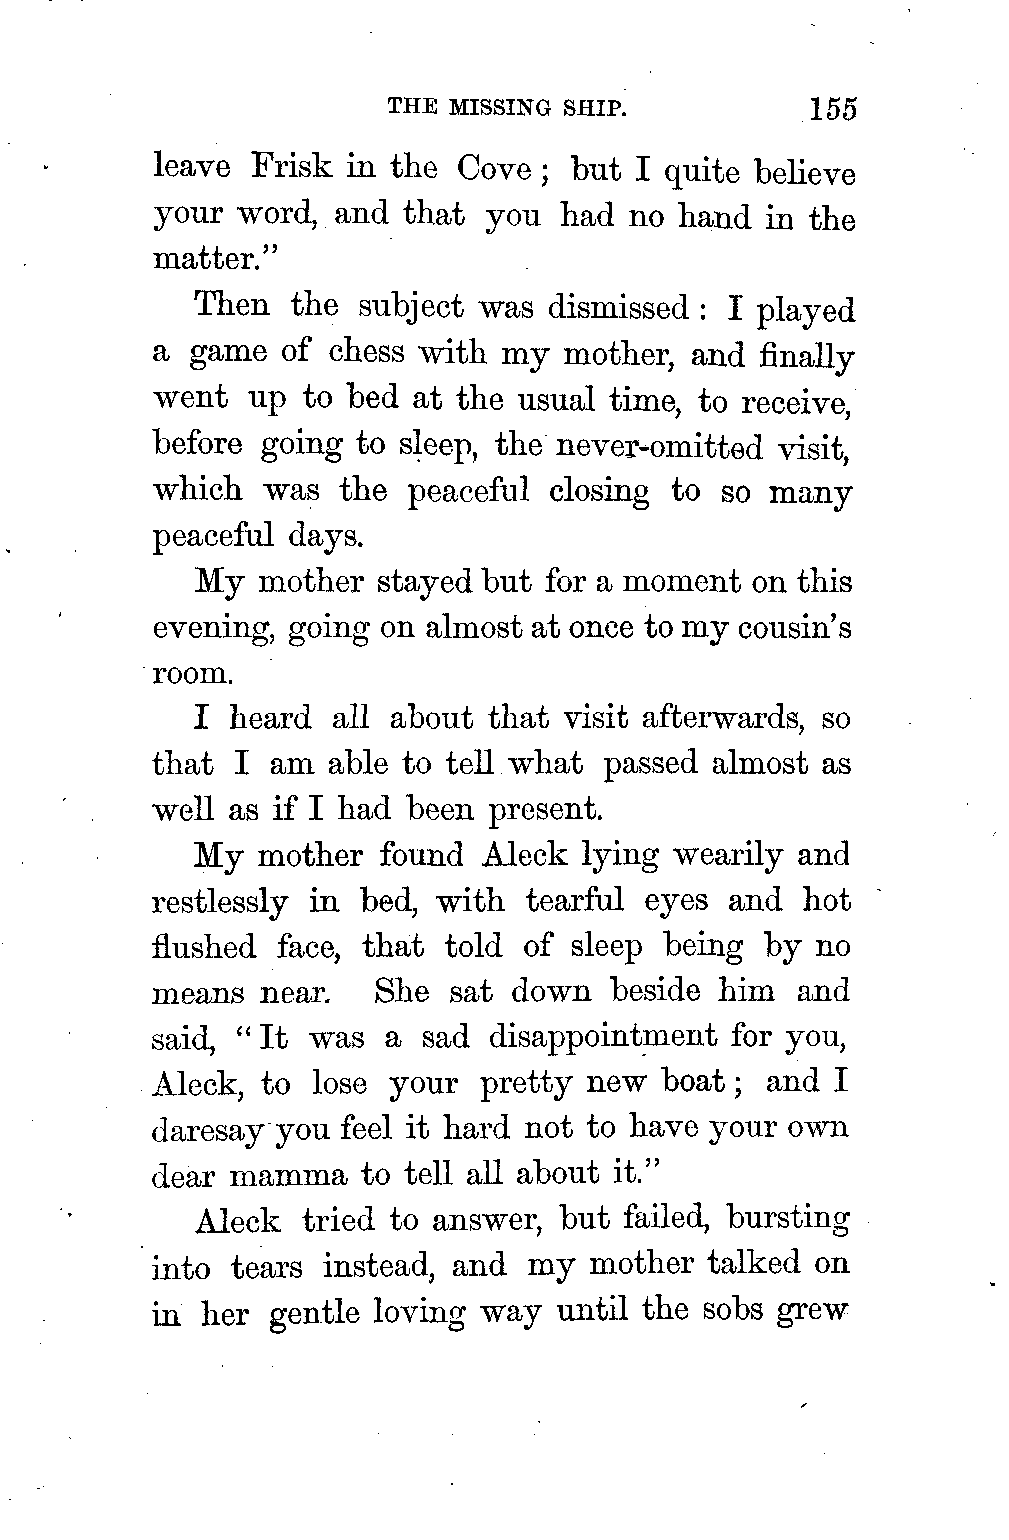 THE MISSING SHIP. 155
leave Frisk in the Cove; but I quite believe
your word, and that you had no hand in the
matter."
Then the subject was dismissed: I played
a game of chess with my mother, and finally
went up to bed at the usual time, to receive,
before going to sleep, the never-omitted visit,
which was the peaceful closing to so many
peaceful days.
My mother stayed but for a moment on this
evening, going on almost at once to my cousin's
room.
I heard all about that visit afterwards, so
that I am able to tell what passed almost as
well as if I had been present.
My mother found Aleck lying wearily and
restlessly in bed, with tearful eyes and hot
flushed face, that told of sleep being by no
means near. She sat down beside him and
said, "It was a sad disappointment for you,
Aleck, to lose your pretty new boat; and I
daresay you feel it hard not to have your own
dear mamma to tell all about it."
Aleck tried to answer, but failed, bursting
into tears instead, and my mother talked on
in her gentle loving way until the sobs grew